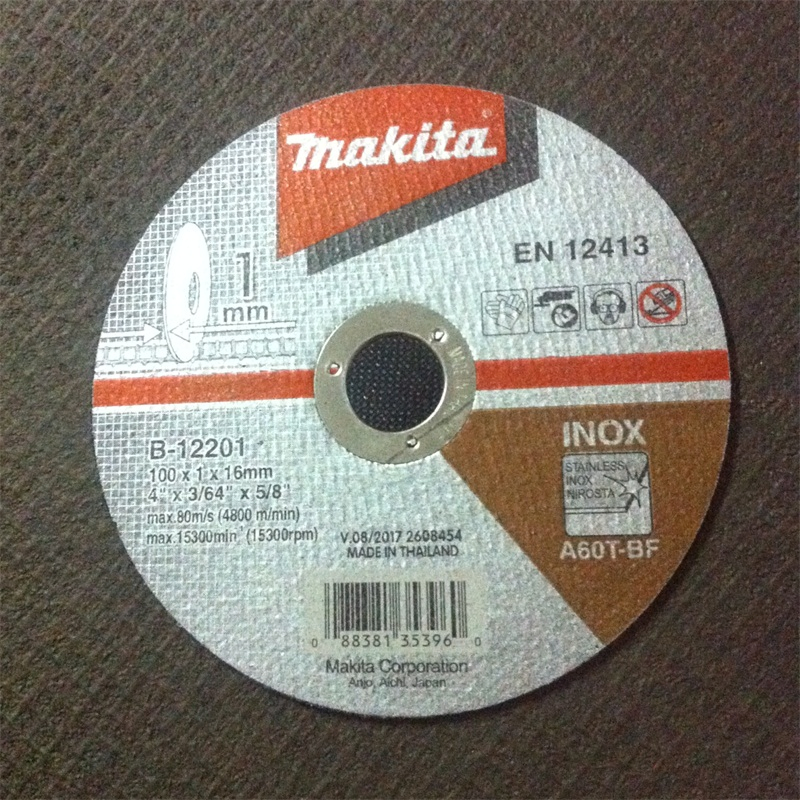 makita®
1
mm
EN 12413
B-12201
100 x 1 x 16mm
4" x 3/64" x 5/8"
max.80m/s (4800 m/min)
max.15300min⁻ (15300rpm)
V.08/2017 2608454
MADE IN THAILAND
INOX
STAINLESS
INOX
NIROSTA
A60T-BF
0 88381 35396 0
Makita Corporation
Anjo, Aichi, Japan